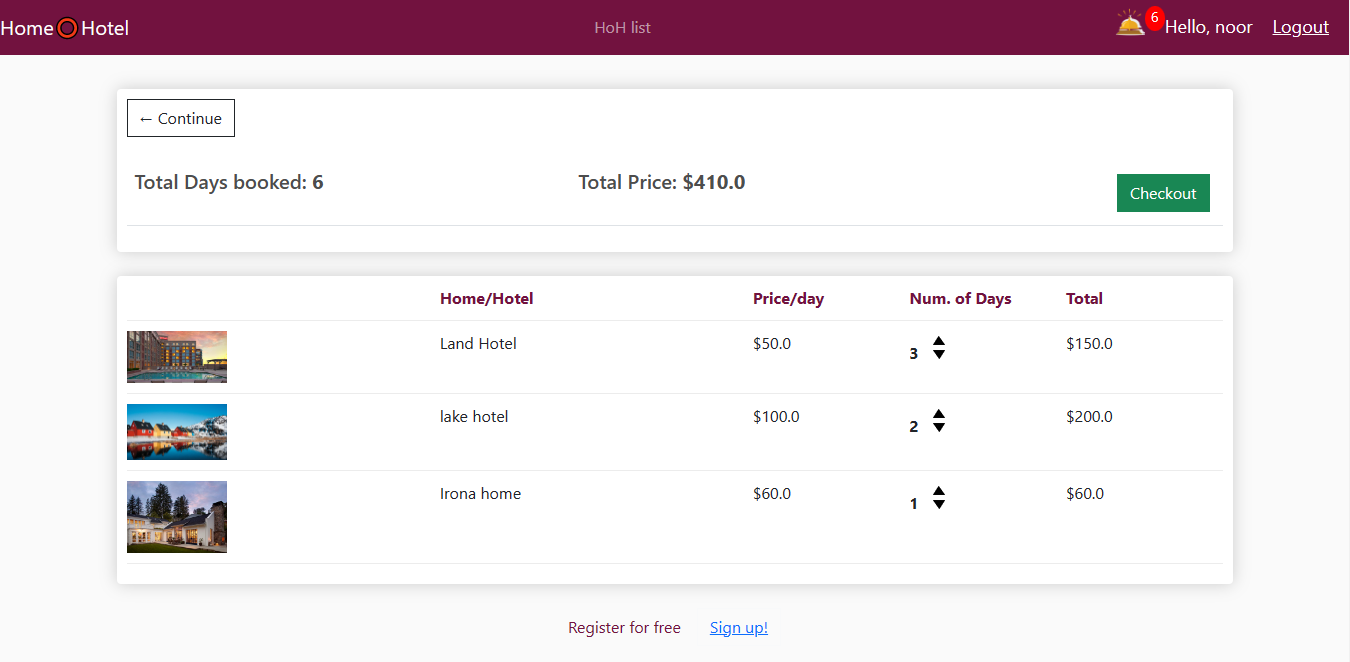 Home Hotel HoH list 6 Hello, noor Logout
← Continue
Total Days booked: 6 Total Price: $410.0
Checkout
Home/Hotel Price/day Num. of Days Total
Land Hotel $50.0 3 $150.0
lake hotel $100.0 2 $200.0
Irona home $60.0 1 $60.0
Register for free Sign up!